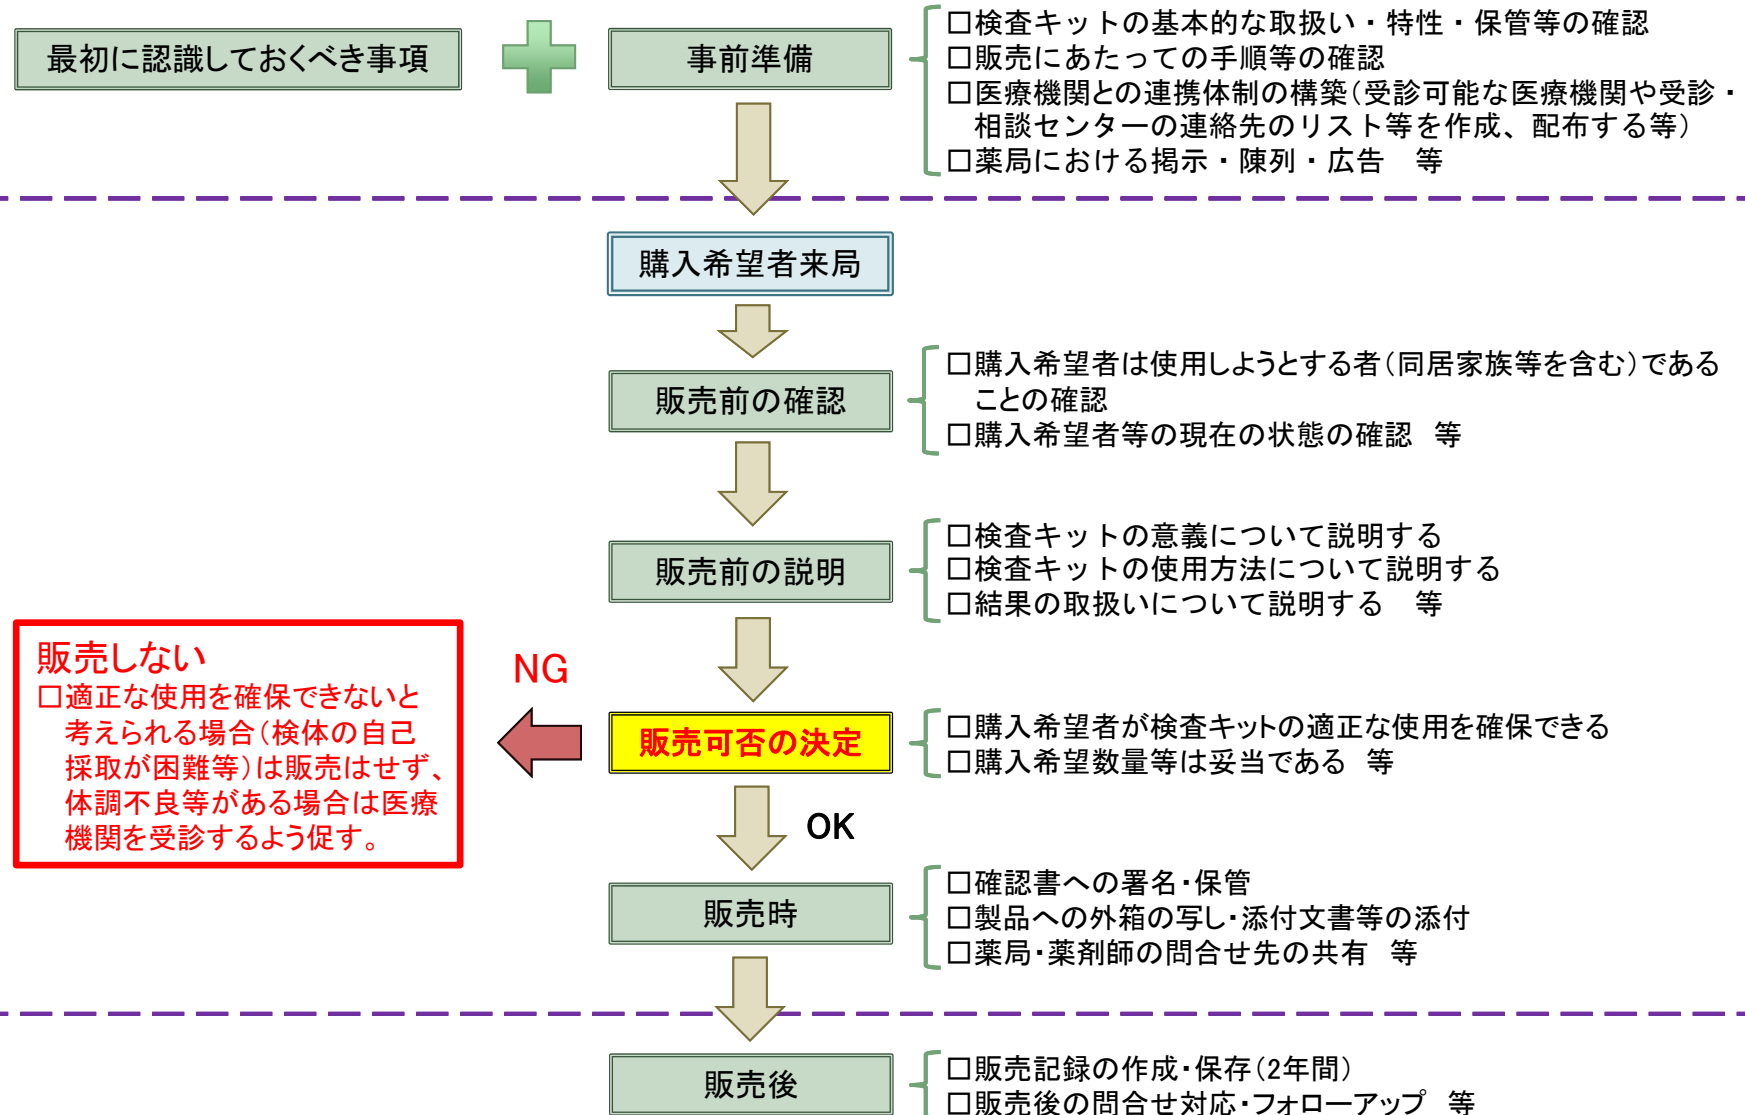 最初に認識しておくべき事項
事前準備
□検査キットの基本的な取扱い・特性・保管等の確認
□販売にあたっての手順等の確認
□医療機関との連携体制の構築(受診可能な医療機関や受診・
相談センターの連絡先のリスト等を作成、配布する等)
□薬局における掲示・陳列・広告　等
購入希望者来局
販売前の確認
□購入希望者は使用しようとする者(同居家族等を含む)である
ことの確認
□購入希望者等の現在の状態の確認　等
販売前の説明
□検査キットの意義について説明する
□検査キットの使用方法について説明する
□結果の取扱いについて説明する　等
販売しない
□適正な使用を確保できないと
考えられる場合(検体の自己
採取が困難等)は販売はせず、
体調不良等がある場合は医療
機関を受診するよう促す。
NG
販売可否の決定
□購入希望者が検査キットの適正な使用を確保できる
□購入希望数量等は妥当である　等
OK
販売時
□確認書への署名・保管
□製品への外箱の写し・添付文書等の添付
□薬局・薬剤師の問合せ先の共有　等
販売後
□販売記録の作成・保存(2年間)
□販売後の問合せ対応・フォローアップ　等